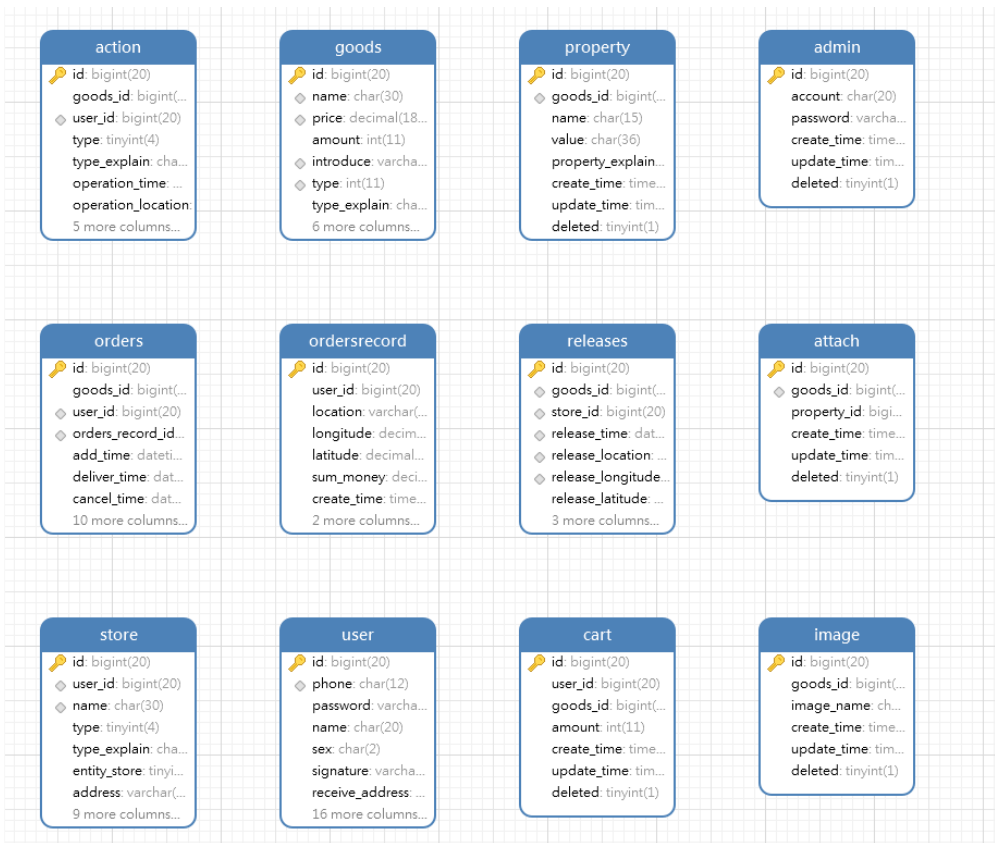 action
id: bigint(20)
goods_id: bigint(...
user_id: bigint(20)
type: tinyint(4)
type_explain: cha...
operation_time: ...
operation_location:
5 more columns...
goods
id: bigint(20)
name: char(30)
price: decimal(18...
amount: int(11)
introduce: varcha...
type: int(11)
type_explain: cha...
6 more columns...
property
id: bigint(20)
goods_id: bigint(...
name: char(15)
value: char(36)
property_explain...
create_time: time...
update_time: tim...
deleted: tinyint(1)
admin
id: bigint(20)
account: char(20)
password: varcha...
create_time: time...
update_time: tim...
deleted: tinyint(1)
orders
id: bigint(20)
goods_id: bigint(...
user_id: bigint(20)
orders_record_id...
add_time: dateti...
deliver_time: dat...
cancel_time: dat...
10 more columns...
ordersrecord
id: bigint(20)
user_id: bigint(20)
location: varchar(...
longitude: decim...
latitude: decimal...
sum_money: deci...
create_time: time...
2 more columns...
releases
id: bigint(20)
goods_id: bigint(...
store_id: bigint(20)
release_time: dat...
release_location: ...
release_longitude...
release_latitude: ...
3 more columns...
attach
id: bigint(20)
goods_id: bigint(...
property_id: bigi...
create_time: time...
update_time: tim...
deleted: tinyint(1)
store
id: bigint(20)
user_id: bigint(20)
name: char(30)
type: tinyint(4)
type_explain: cha...
entity_store: tinyi...
address: varchar(...
9 more columns...
user
id: bigint(20)
phone: char(12)
password: varcha...
name: char(20)
sex: char(2)
signature: varcha...
receive_address: ...
16 more columns...
cart
id: bigint(20)
user_id: bigint(20)
goods_id: bigint(...
amount: int(11)
create_time: time...
update_time: tim...
deleted: tinyint(1)
image
id: bigint(20)
goods_id: bigint(...
image_name: ch...
create_time: time...
update_time: tim...
deleted: tinyint(1)